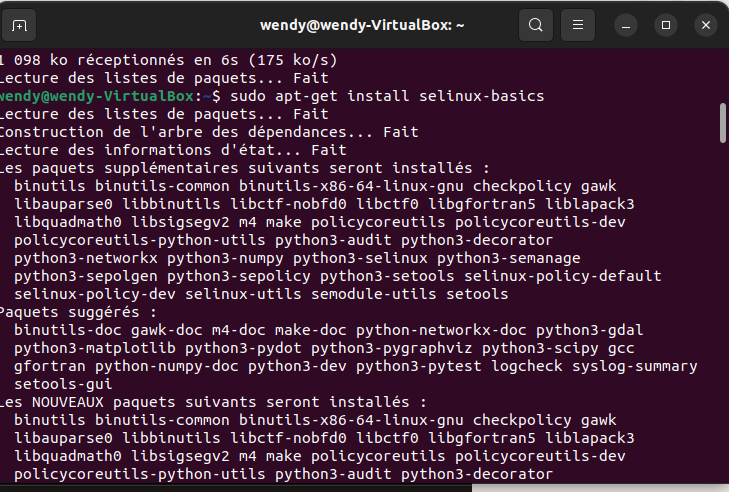 wendy@wendy-VirtualBox: ~
1 098 ko réceptionnés en 6s (175 ko/s)
Lecture des listes de paquets... Fait
wendy@wendy-VirtualBox:~$ sudo apt-get install selinux-basics
Lecture des listes de paquets... Fait
Construction de l'arbre des dépendances... Fait
Lecture des informations d'état... Fait
Les paquets supplémentaires suivants seront installés :
binutils binutils-common binutils-x86-64-linux-gnu checkpolicy gawk
libauparse0 libbinutils libctf-nobfd0 libctf0 libgfortran5 liblapack3
libquadmath0 libsigsegv2 m4 make policycoreutils policycoreutils-dev
policycoreutils-python-utils python3-audit python3-decorator
python3-networkx python3-numpy python3-selinux python3-semanage
python3-sepolgen python3-sepolicy python3-setools selinux-policy-default
selinux-policy-dev selinux-utils semodule-utils setools
Paquets suggérés :
binutils-doc gawk-doc m4-doc make-doc python-networkx-doc python3-gdal
python3-matplotlib python3-pydot python3-pygraphviz python3-scipy gcc
gfortran python-numpy-doc python3-dev python3-pytest logcheck syslog-summary
setools-gui
Les NOUVEAUX paquets suivants seront installés :
binutils binutils-common binutils-x86-64-linux-gnu checkpolicy gawk
libauparse0 libbinutils libctf-nobfd0 libctf0 libgfortran5 liblapack3
libquadmath0 libsigsegv2 m4 make policycoreutils policycoreutils-dev
policycoreutils-python-utils python3-audit python3-decorator